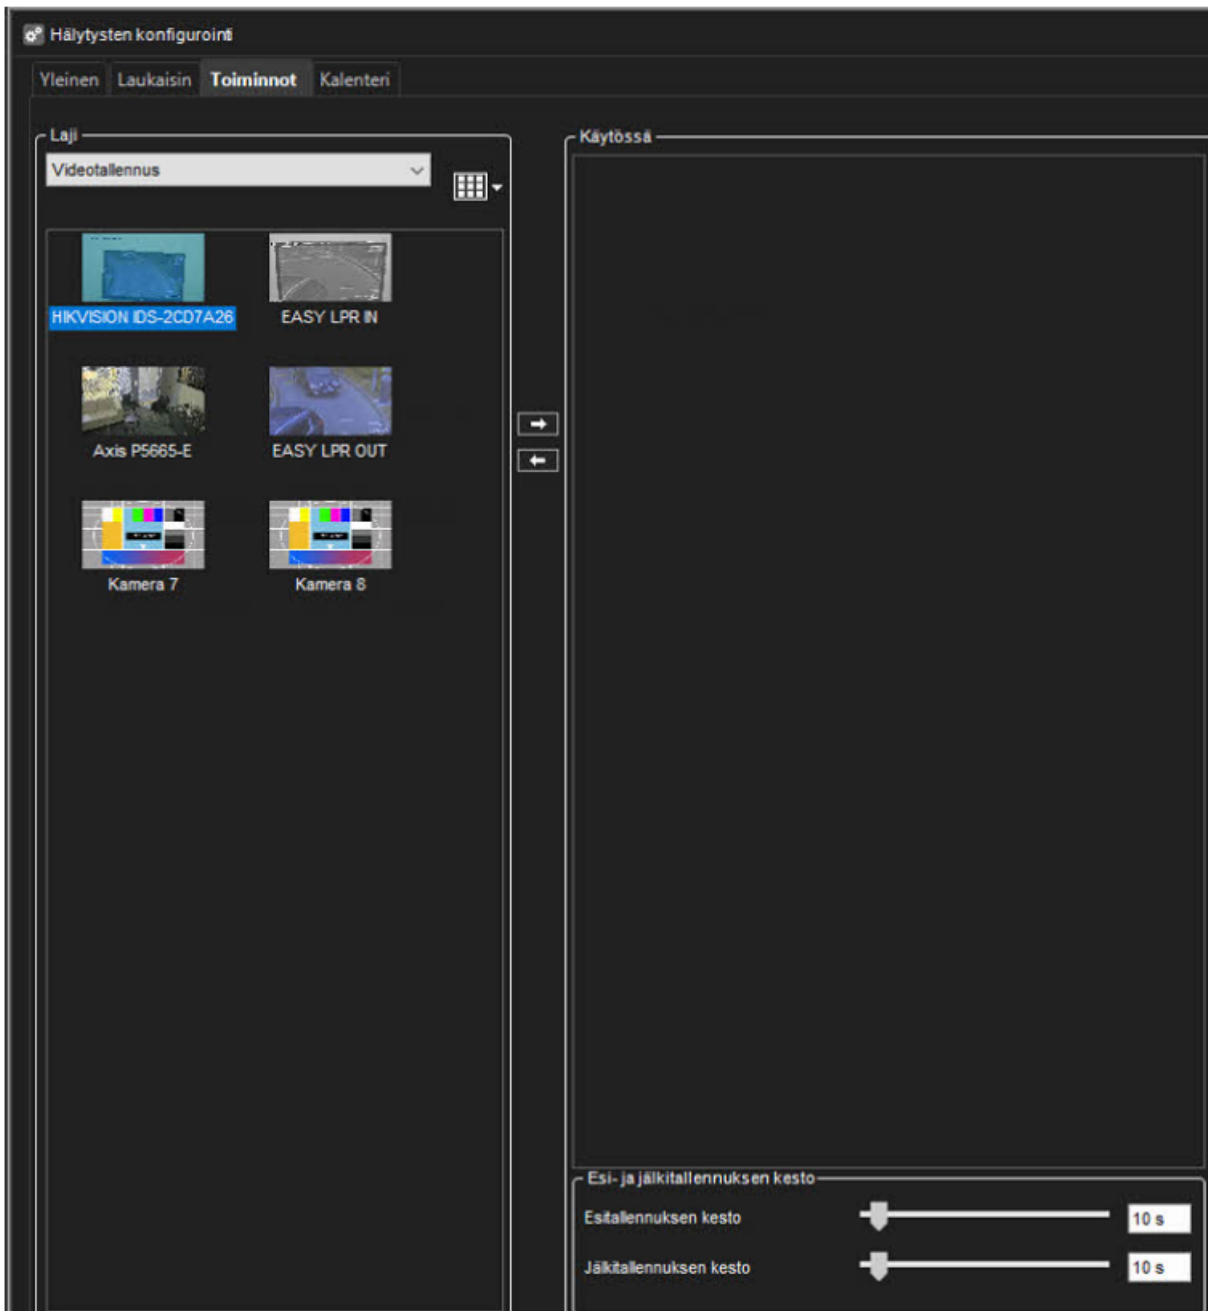 Hälytysten konfigurointi
Yleinen Laukaisin Toiminnot Kalenteri
Laji
Käytössä
Videotallennus
HIKVISION IDS-2CD7A26
EASY LPR IN
Axis P5665-E
EASY LPR OUT
Kamera 7
Kamera 8
Esi- ja jälkitallennuksen kesto
Esitallennuksen kesto
10 s
Jälkitallennuksen kesto
10 s